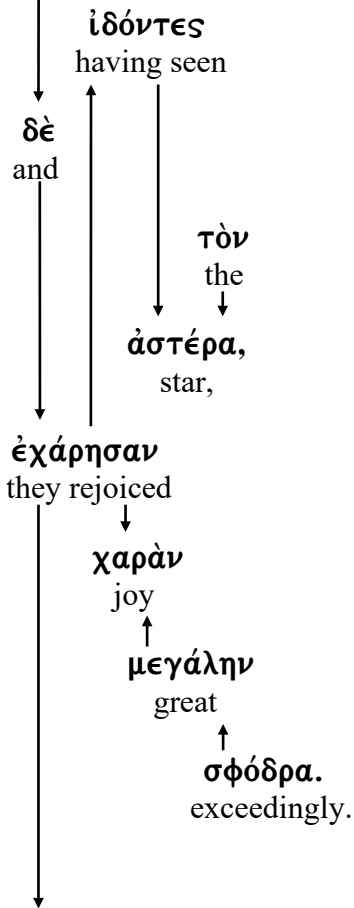 ἰδόντες
having seen
δὲ
and
τὸν
the
ἀστέρα,
star,
ἐχάρησαν
they rejoiced
χαρὰν
joy
μεγάλην
great
σφόδρα.
exceedingly.